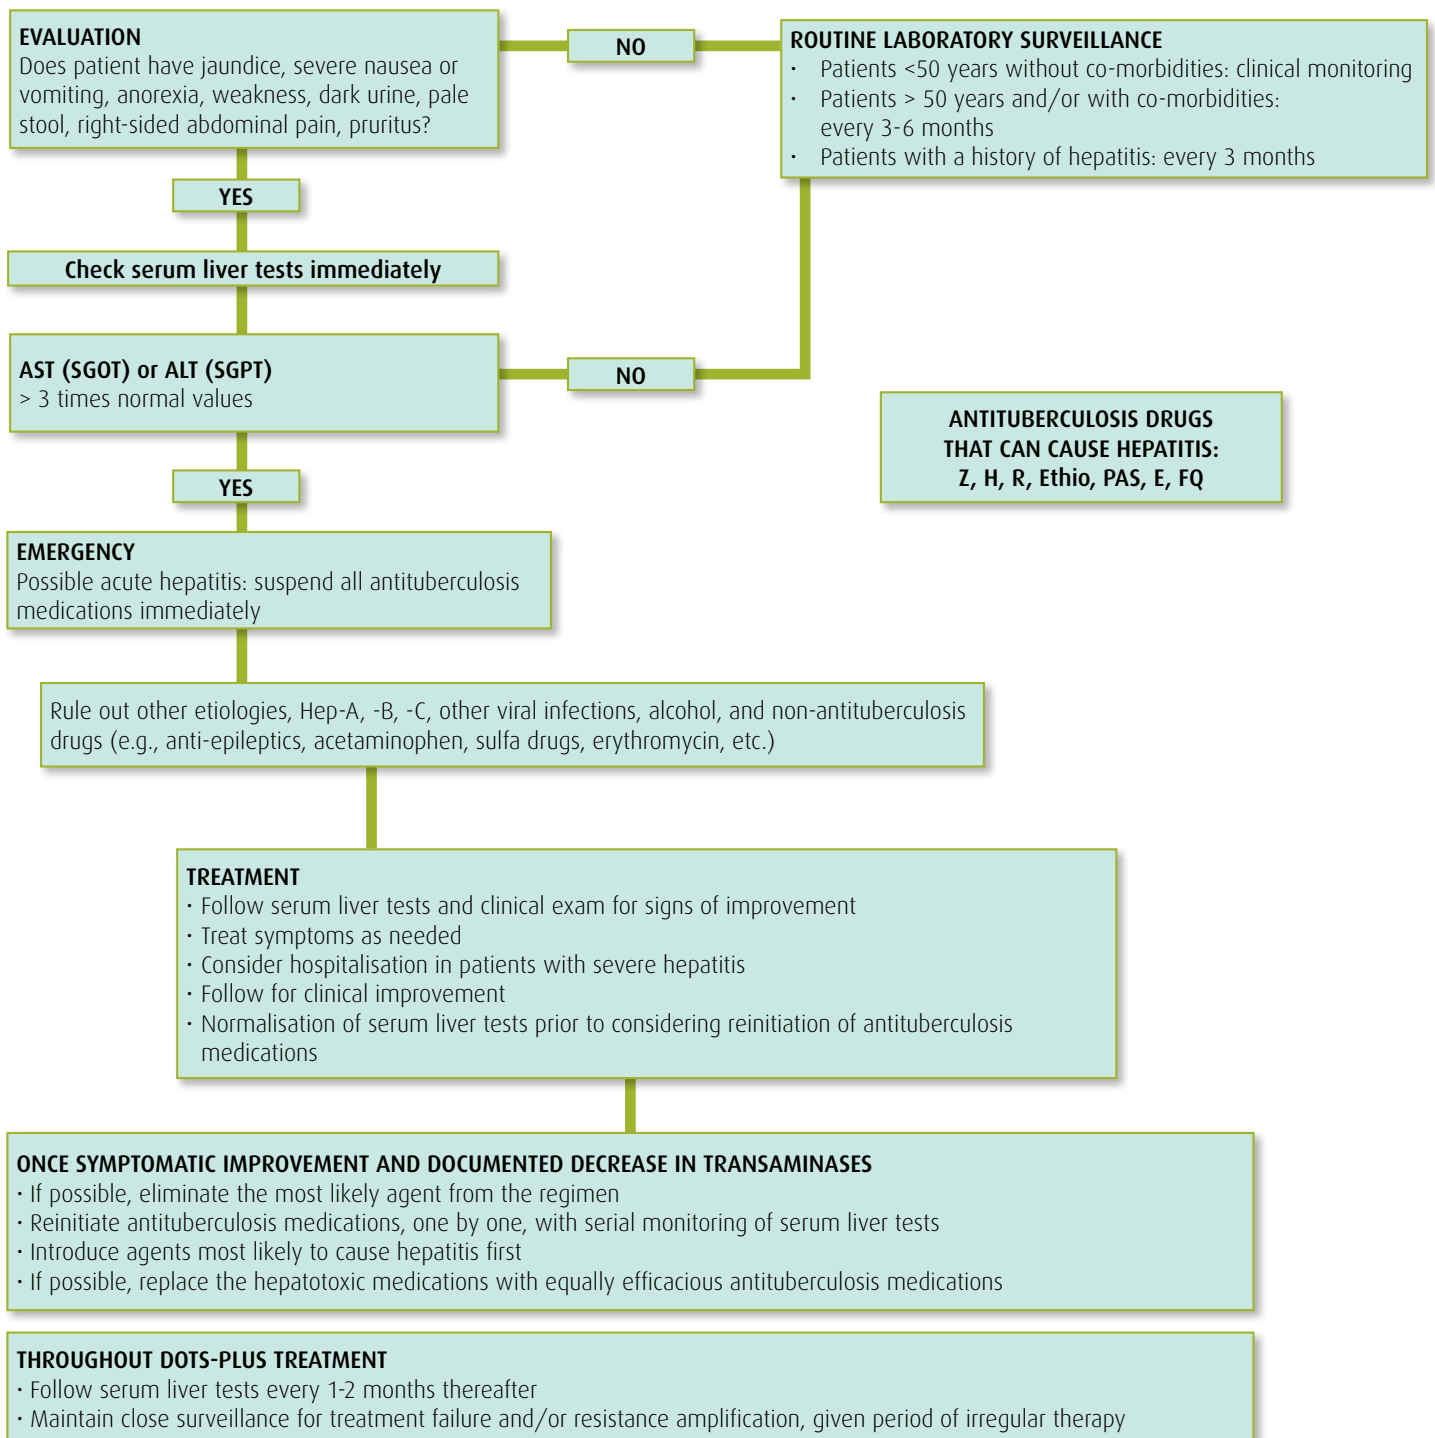 EVALUATION
Does patient have jaundice, severe nausea or
vomiting, anorexia, weakness, dark urine, pale
stool, right-sided abdominal pain, pruritus?
NO
ROUTINE LABORATORY SURVEILLANCE
· Patients <50 years without co-morbidities: clinical monitoring
· Patients > 50 years and/or with co-morbidities:
every 3-6 months
· Patients with a history of hepatitis: every 3 months
YES
Check serum liver tests immediately
AST (SGOT) or ALT (SGPT)
> 3 times normal values
NO
ANTITUBERCULOSIS DRUGS
THAT CAN CAUSE HEPATITIS:
Z, H, R, Ethio, PAS, E, FQ
YES
EMERGENCY
Possible acute hepatitis: suspend all antituberculosis
medications immediately
Rule out other etiologies, Hep-A, -B, -C, other viral infections, alcohol, and non-antituberculosis
drugs (e.g., anti-epileptics, acetaminophen, sulfa drugs, erythromycin, etc.)
TREATMENT
· Follow serum liver tests and clinical exam for signs of improvement
· Treat symptoms as needed
· Consider hospitalisation in patients with severe hepatitis
· Follow for clinical improvement
· Normalisation of serum liver tests prior to considering reinitiation of antituberculosis
medications
ONCE SYMPTOMATIC IMPROVEMENT AND DOCUMENTED DECREASE IN TRANSAMINASES
· If possible, eliminate the most likely agent from the regimen
· Reinitiate antituberculosis medications, one by one, with serial monitoring of serum liver tests
· Introduce agents most likely to cause hepatitis first
· If possible, replace the hepatotoxic medications with equally efficacious antituberculosis medications
THROUGHOUT DOTS-PLUS TREATMENT
· Follow serum liver tests every 1-2 months thereafter
· Maintain close surveillance for treatment failure and/or resistance amplification, given period of irregular therapy